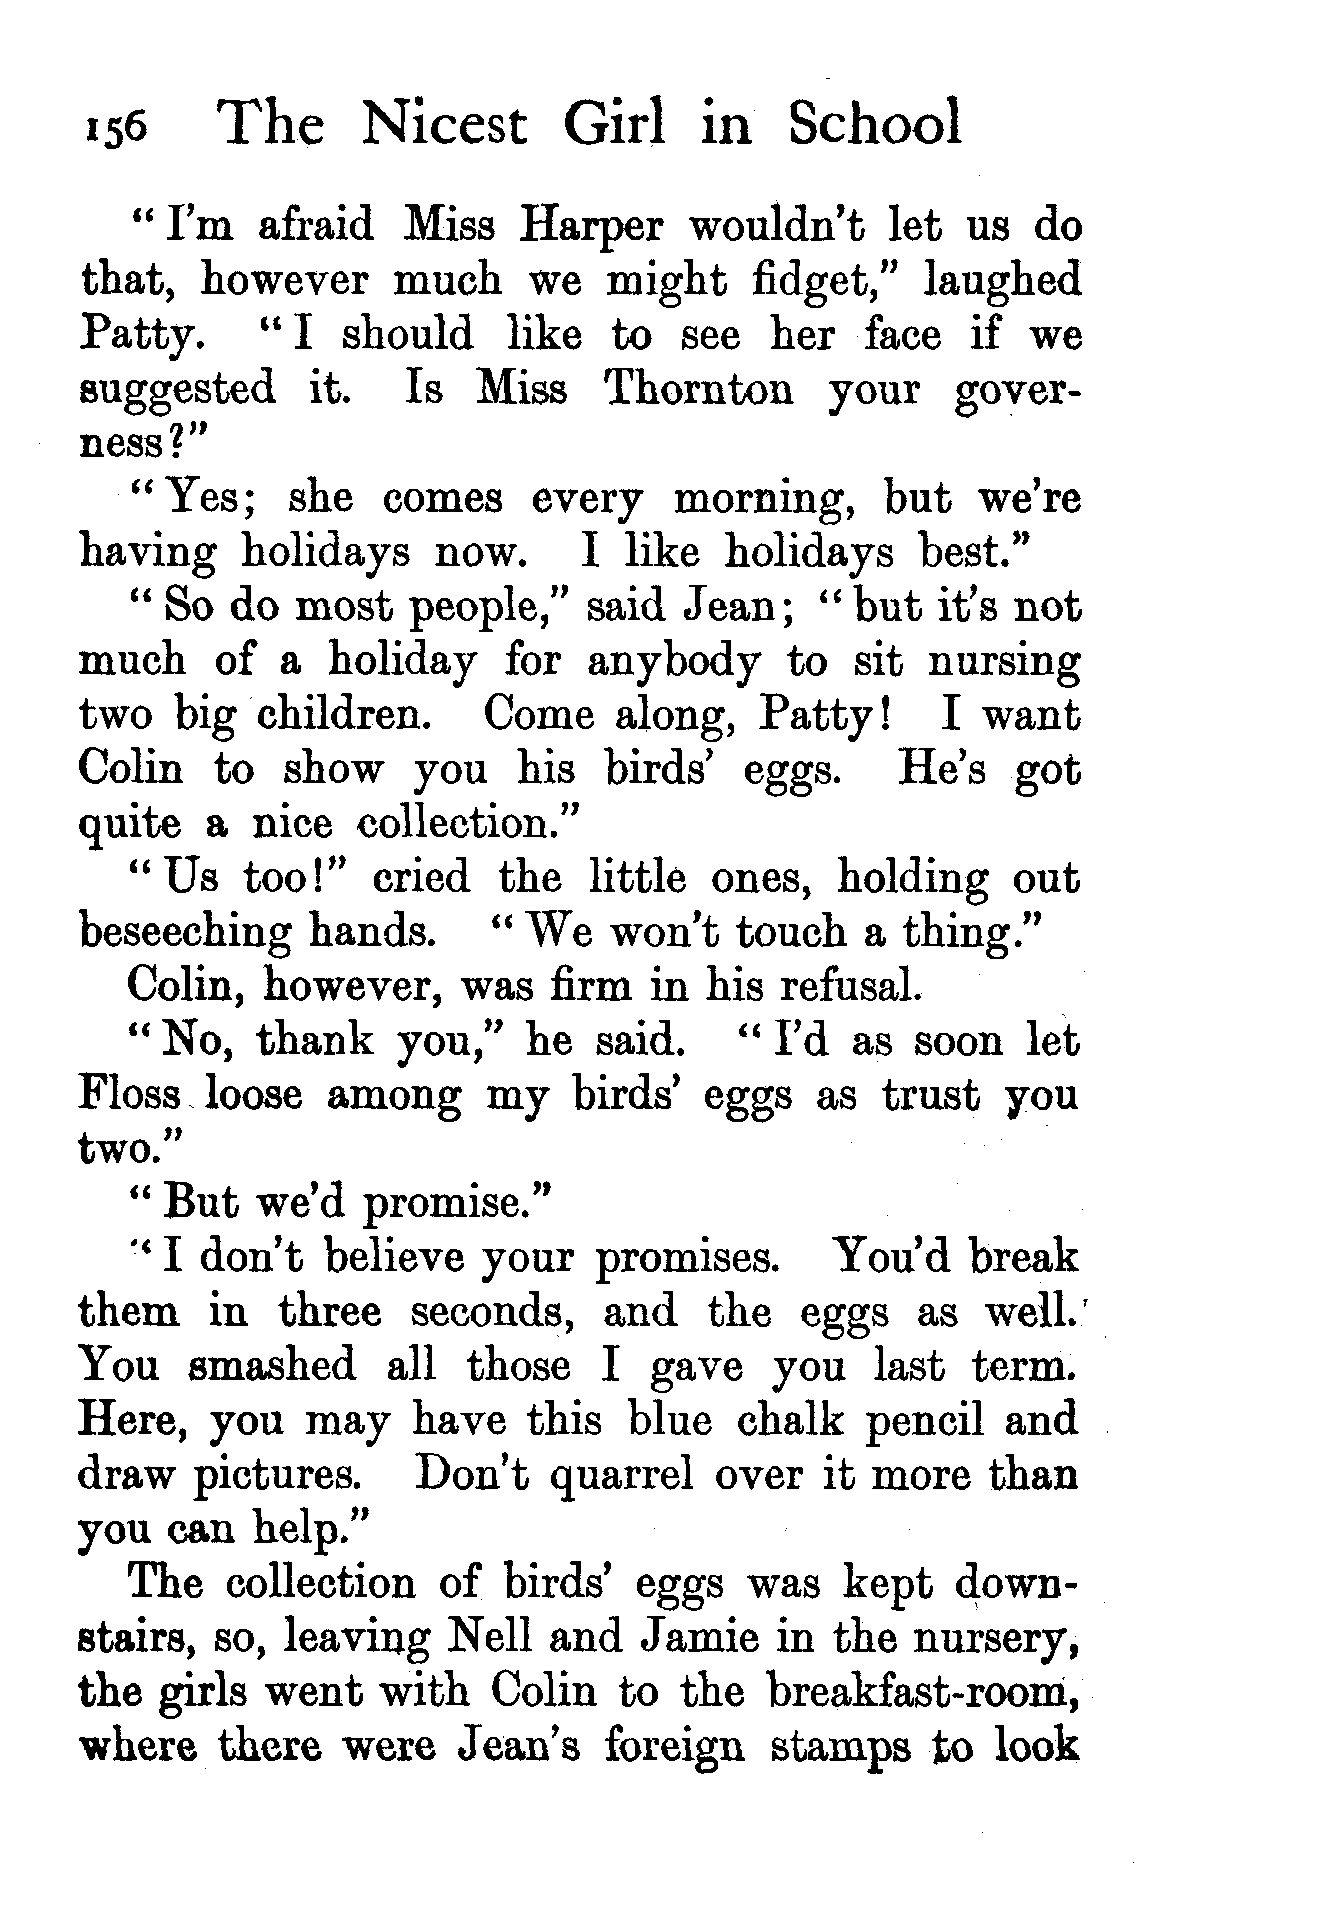 156 The Nicest Girl in School
“I'm afraid Miss Harper wouldn't let us do
that, however much we might fidget,” laughed
Patty. “I should like to see her face if we
suggested it. Is Miss Thornton your gover-
ness?”
“Yes; she comes every morning, but we're
having holidays now. I like holidays best.”
“So do most people,” said Jean; “but it's not
much of a holiday for anybody to sit nursing
two big children. Come along, Patty! I want
Colin to show you his birds' eggs. He's got
quite a nice collection.”
“Us too!” cried the little ones, holding out
beseeching hands. “We won't touch a thing.”
Colin, however, was firm in his refusal.
“No, thank you,” he said. “I'd as soon let
Floss loose among my birds' eggs as trust you
two.”
“But we'd promise.”
“I don't believe your promises. You'd break
them in three seconds, and the eggs as well.
You smashed all those I gave you last term.
Here, you may have this blue chalk pencil and
draw pictures. Don't quarrel over it more than
you can help.”
The collection of birds' eggs was kept down-
stairs, so, leaving Nell and Jamie in the nursery,
the girls went with Colin to the breakfast-room,
where there were Jean's foreign stamps to look